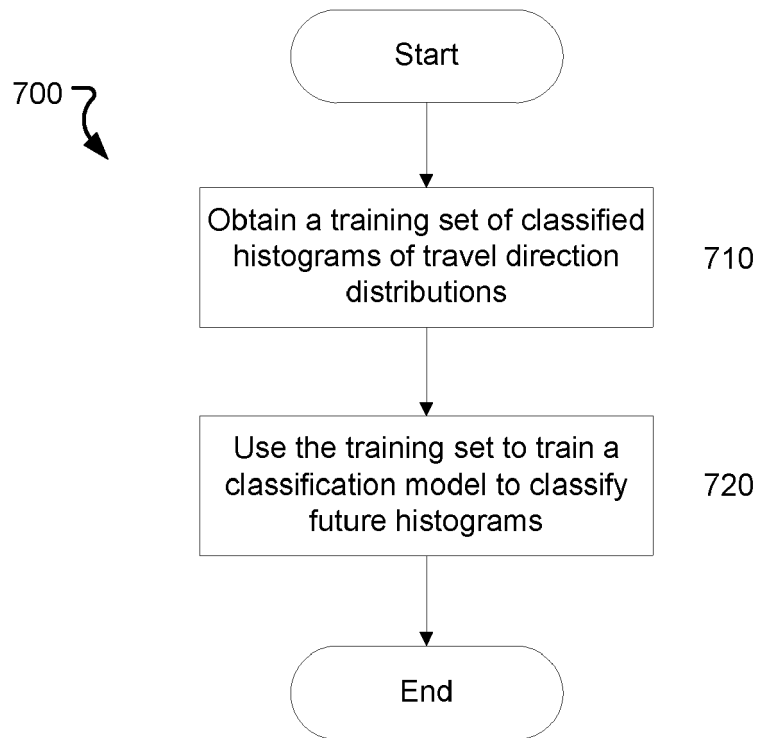 Start
700
Obtain a training set of classified
histograms of travel direction
distributions
710
Use the training set to train a
classification model to classify
future histograms
720
End